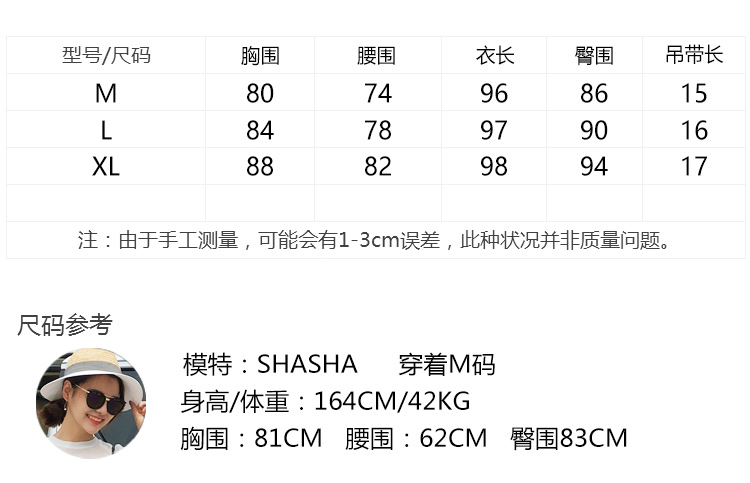 型号/尺码 胸围 腰围 衣长 臀围 吊带长
M 80 74 96 86 15
L 84 78 97 90 16
XL 88 82 98 94 17
注：由于手工测量，可能会有1-3cm误差，此种状况并非质量问题。
尺码参考
模特：SHASHA 穿着M码
身高/体重：164CM/42KG
胸围：81CM 腰围：62CM 臀围83CM